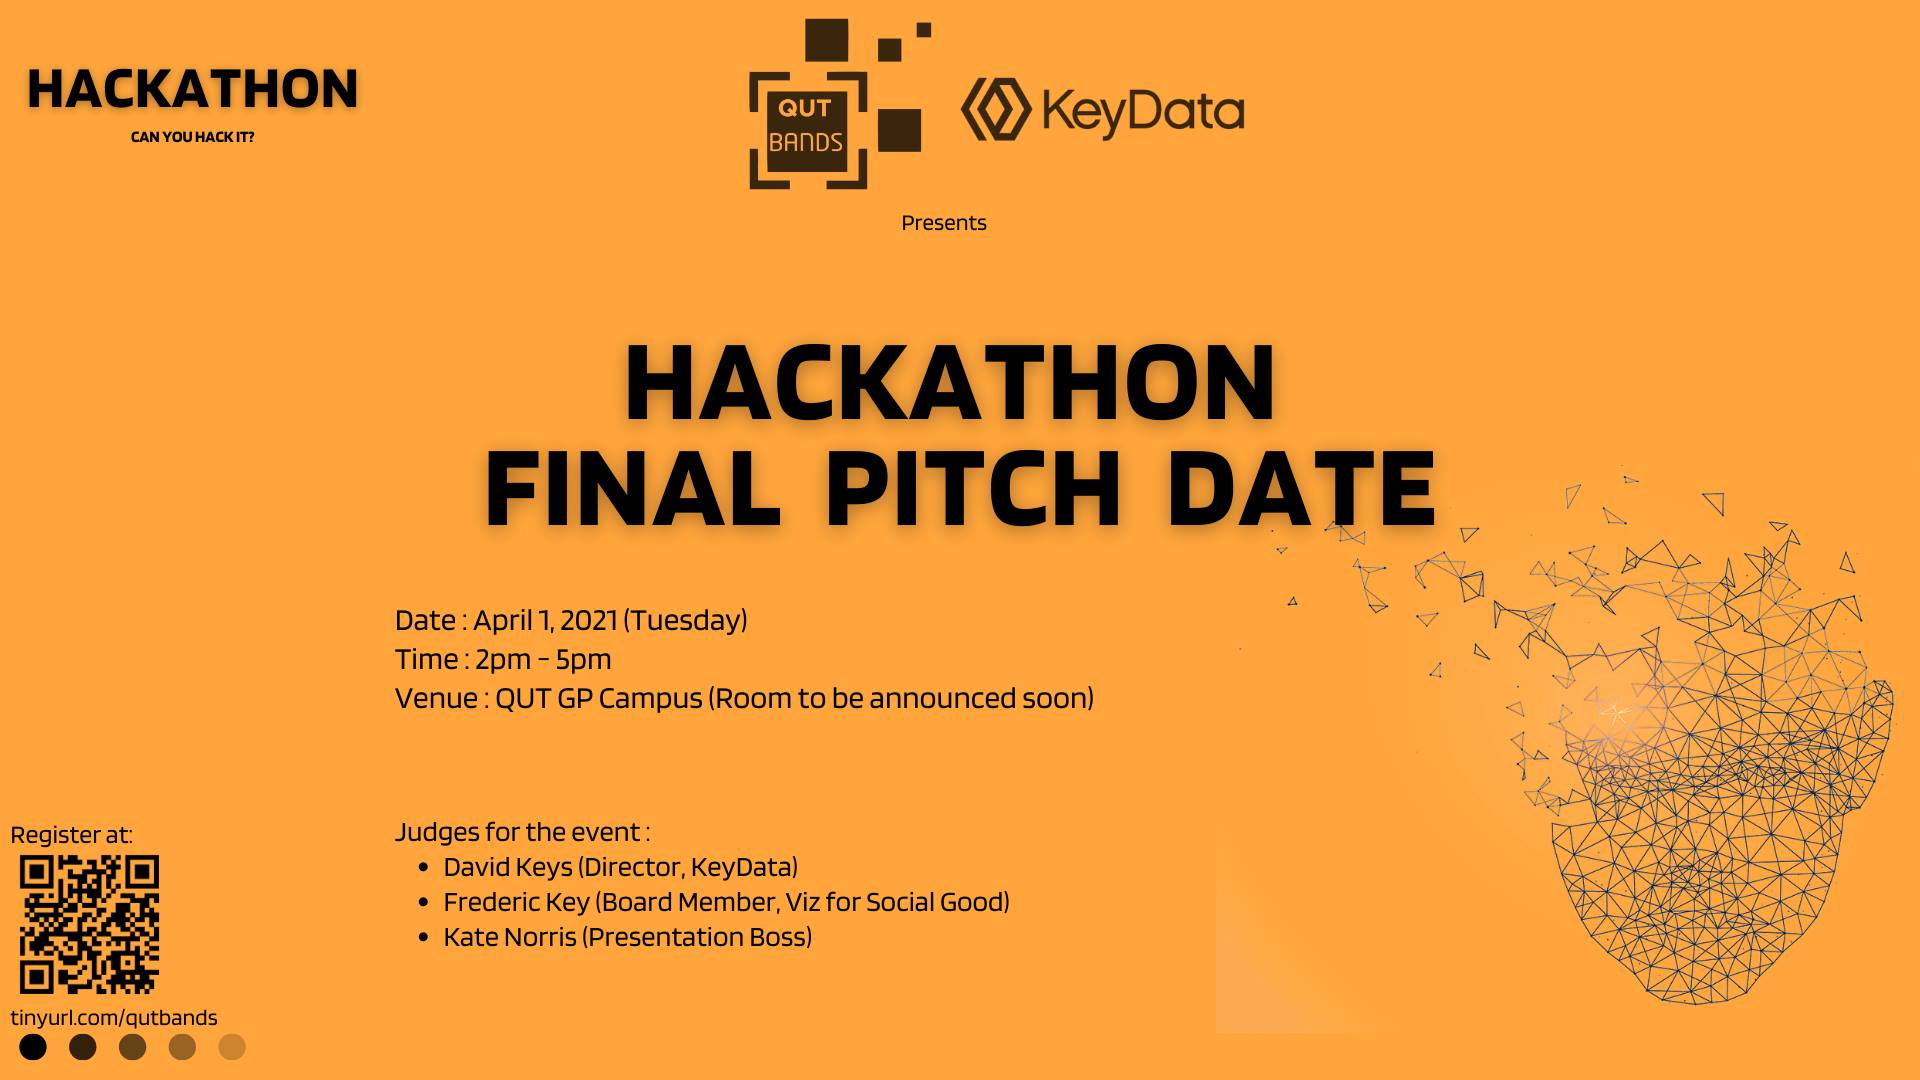 HACKATHON
CAN YOU HACK IT?
QUT
BANDS
KeyData
Presents
HACKATHON
FINAL PITCH DATE
Date : April 1, 2021 (Tuesday)
Time : 2pm - 5pm
Venue : QUT GP Campus (Room to be announced soon)
Judges for the event :
• David Keys (Director, KeyData)
• Frederic Key (Board Member, Viz for Social Good)
• Kate Norris (Presentation Boss)
Register at:
tinyurl.com/qutbands